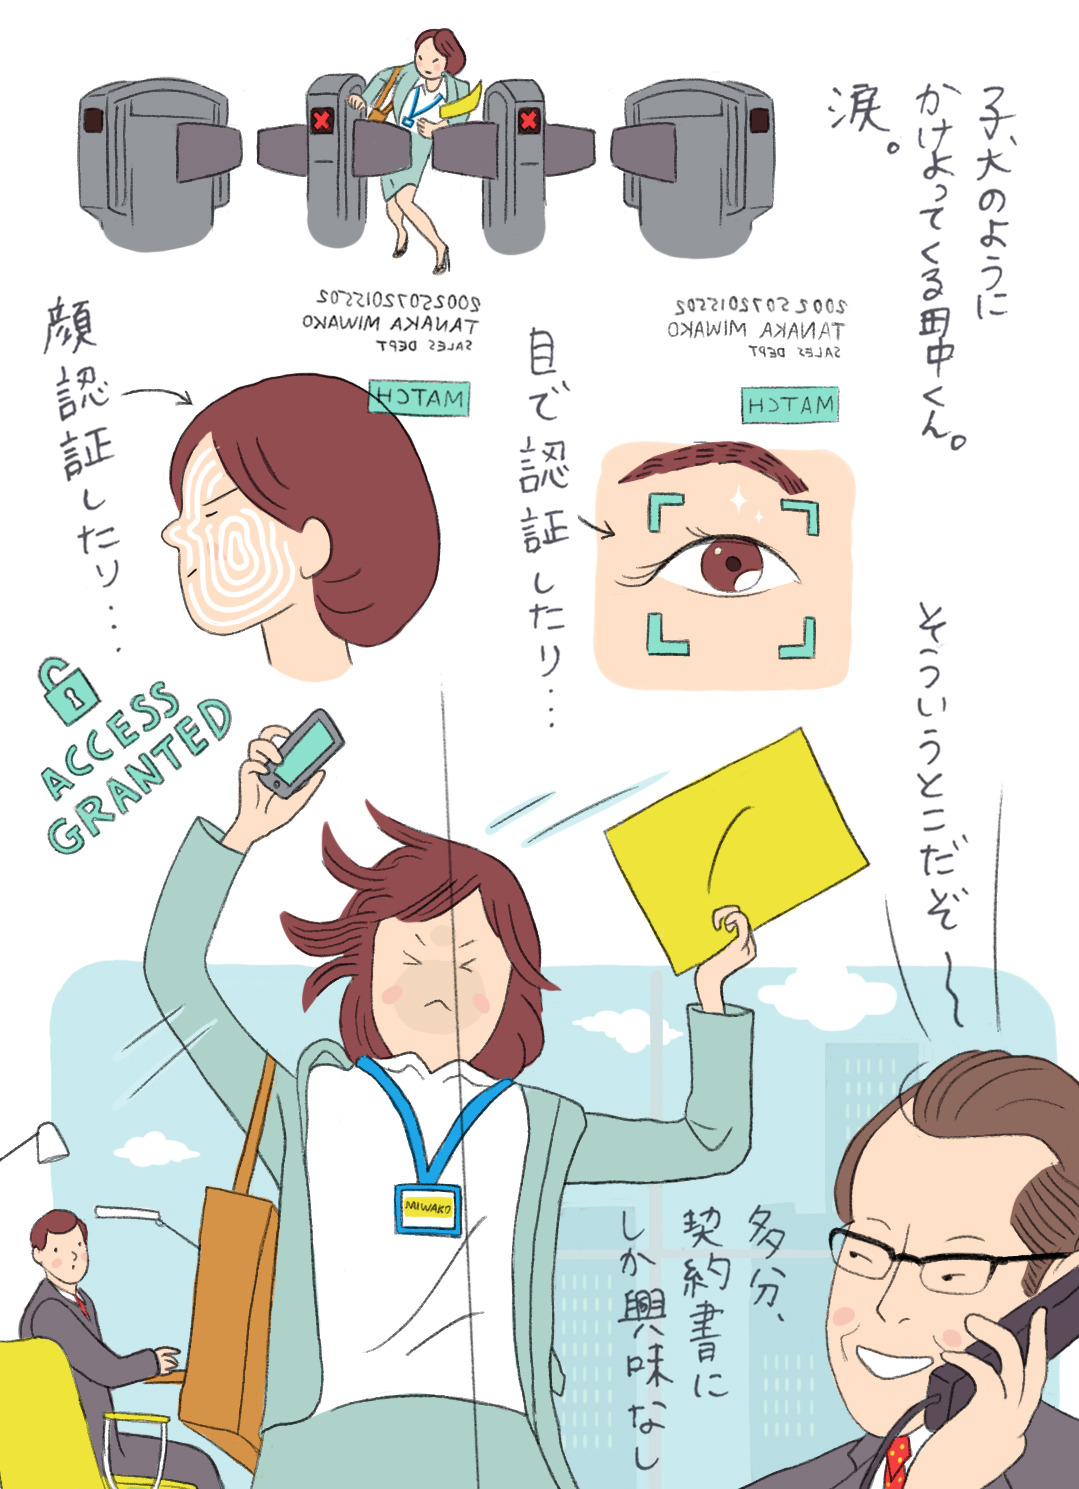 子犬のように
かけよってくる田中くん。
涙。
2002507201SS02
TANAKA MIWAKO
SALES DEPT
MATCH
2002507201SS02
TANAKA MIWAKO
SALES DEPT
MATCH
目で認証したり...
顔認証したり....
ACCESS
GRANTED
そういうとこだぞ〜
MIWAKO
多分、
契約書に
しか興味なし